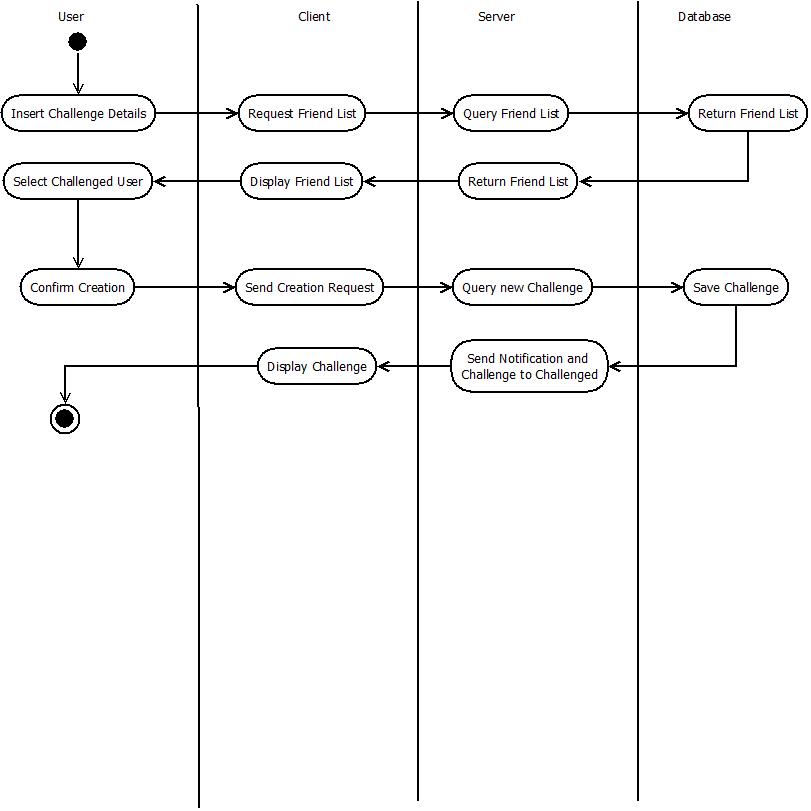 User
Client
Server
Database
Insert Challenge Details
Request Friend List
Query Friend List
Return Friend List
Select Challenged User
Display Friend List
Return Friend List
Confirm Creation
Send Creation Request
Query new Challenge
Save Challenge
Display Challenge
Send Notification and
Challenge to Challenged